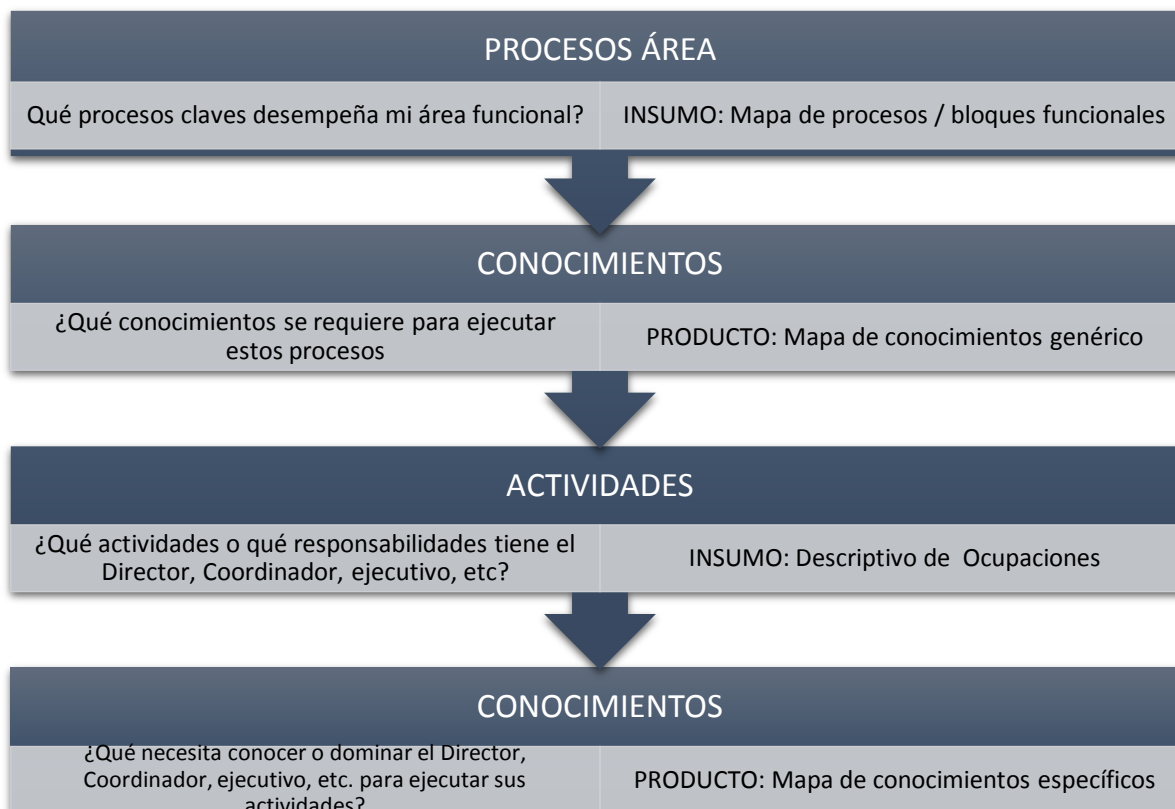 PROCESOS ÁREA
Qué procesos claves desempeña mi área funcional?
INSUMO: Mapa de procesos / bloques funcionales
CONOCIMIENTOS
¿Qué conocimientos se requiere para ejecutar
estos procesos
PRODUCTO: Mapa de conocimientos genérico
ACTIVIDADES
¿Qué actividades o qué responsabilidades tiene el
Director, Coordinador, ejecutivo, etc?
INSUMO: Descriptivo de Ocupaciones
CONOCIMIENTOS
¿Qué necesita conocer o dominar el Director,
Coordinador, ejecutivo, etc. para ejecutar sus
actividades?
PRODUCTO: Mapa de conocimientos específicos